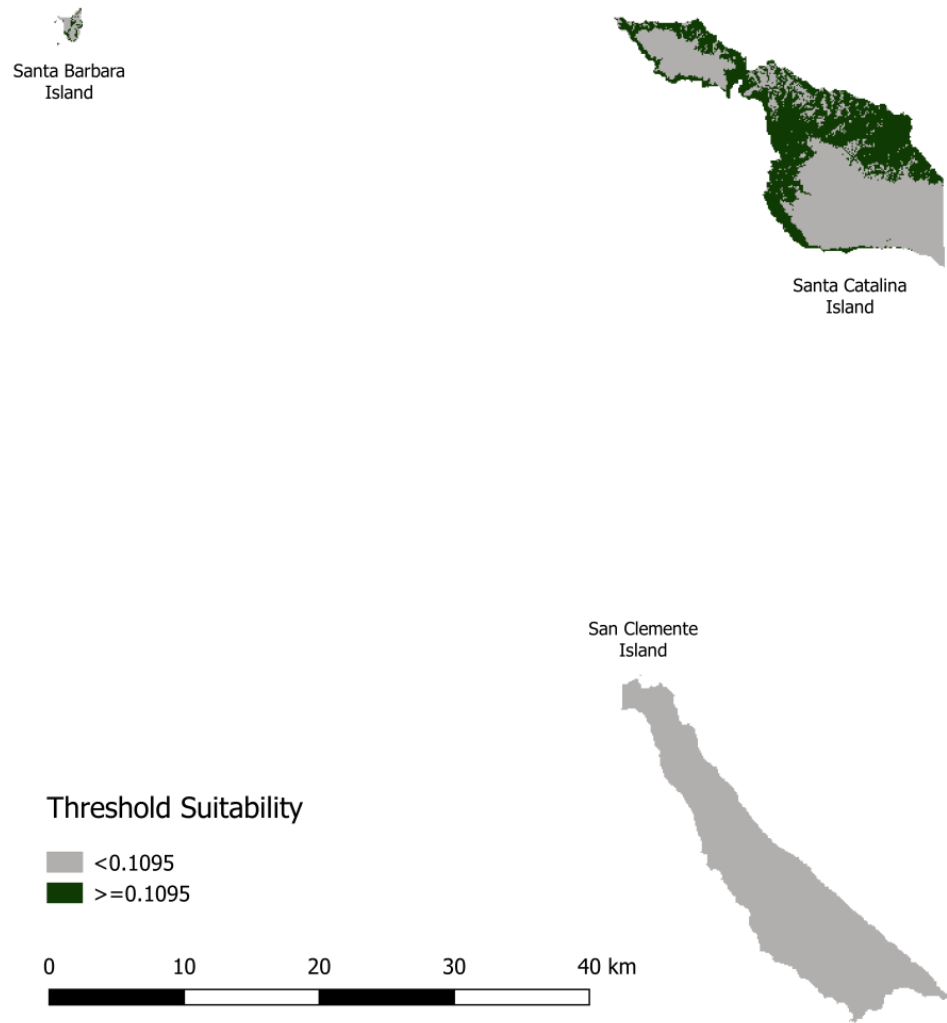 Santa Barbara
Island
Santa Catalina
Island
San Clemente
Island
Threshold Suitability
<0.1095
>=0.1095
0 10 20 30 40 km